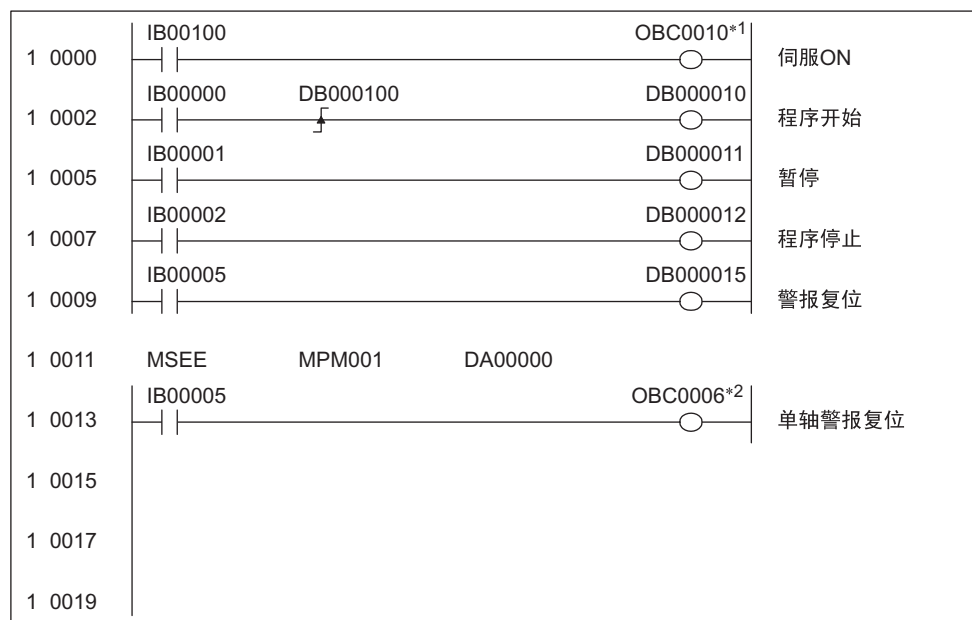 IB00100 OBC0010*1
1 0000 伺服ON
IB00000 DB000100 DB000010
1 0002 程序开始
IB00001 DB000011
1 0005 暂停
IB00002 DB000012
1 0007 程序停止
IB00005 DB000015
1 0009 警报复位
1 0011 MSEE MPM001 DA00000
IB00005 OBC0006*2
1 0013 单轴警报复位
1 0015
1 0017
1 0019